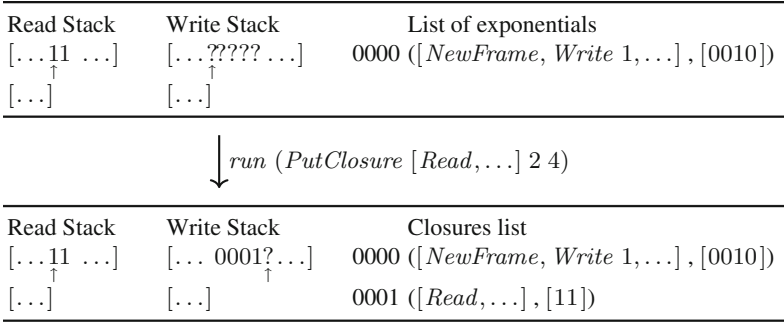 Read Stack Write Stack List of exponentials
[…11 …] […????? …] 0000 ([NewFrame, Write 1,…] , [0010])
↑ ↑
[…] […]
run (PutClosure [Read,…] 2 4)
Read Stack Write Stack Closures list
[…11 …] [… 0001?…] 0000 ([NewFrame, Write 1,…] , [0010])
↑ ↑
[…] […] 0001 ([Read,…] , [11])